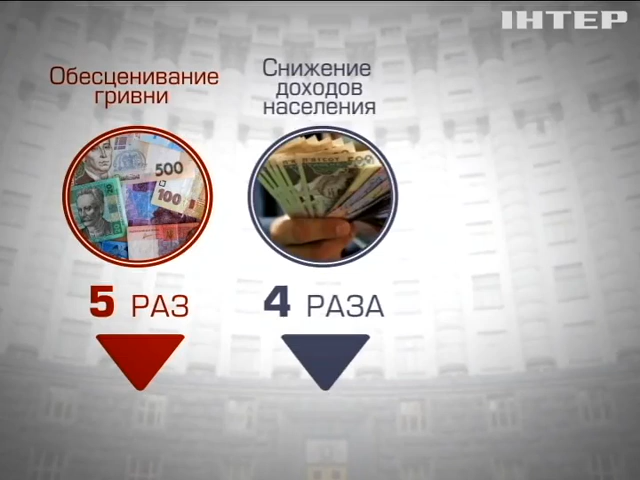 ІНТЕР
Обесценивание
гривни
Снижение
доходов
населения
500
100
5 РАЗ
4 РАЗА